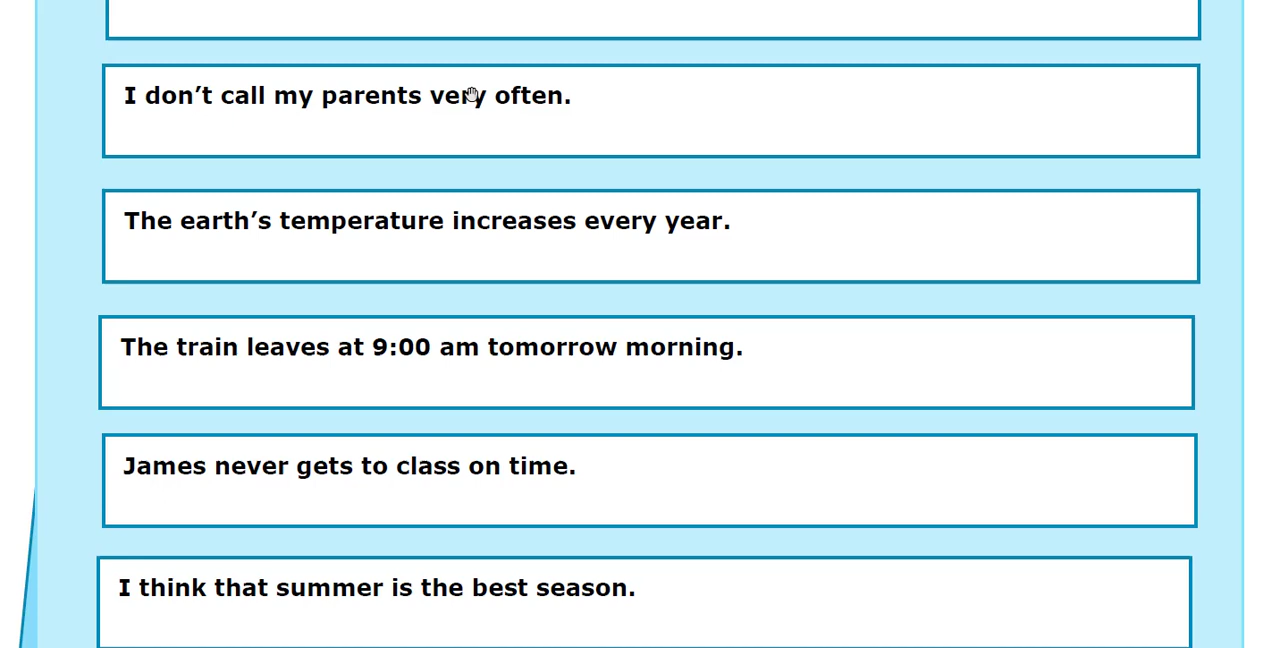 I don’t call my parents very often.
The earth’s temperature increases every year.
The train leaves at 9:00 am tomorrow morning.
James never gets to class on time.
I think that summer is the best season.